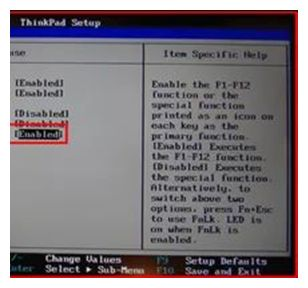 ThinkPad Setup
use
Item Specific Help
[Enabled]
[Enabled]
[Disabled]
[Disabled]
[Enabled]
Enable the F1-F12
function or the
special function
printed as an icon on
each key as the
primary function.
[Enabled] Executes
the F1-F12 function.
[Disabled] Executes
the special function.
Alternatively, to
switch above two
options, press Fn+Esc
to use FnLk. LED is
on when FnLk is
enabled.
/- Change Values F9 Setup Defaults
nter Select ▸ Sub-Menu F10 Save and Exit